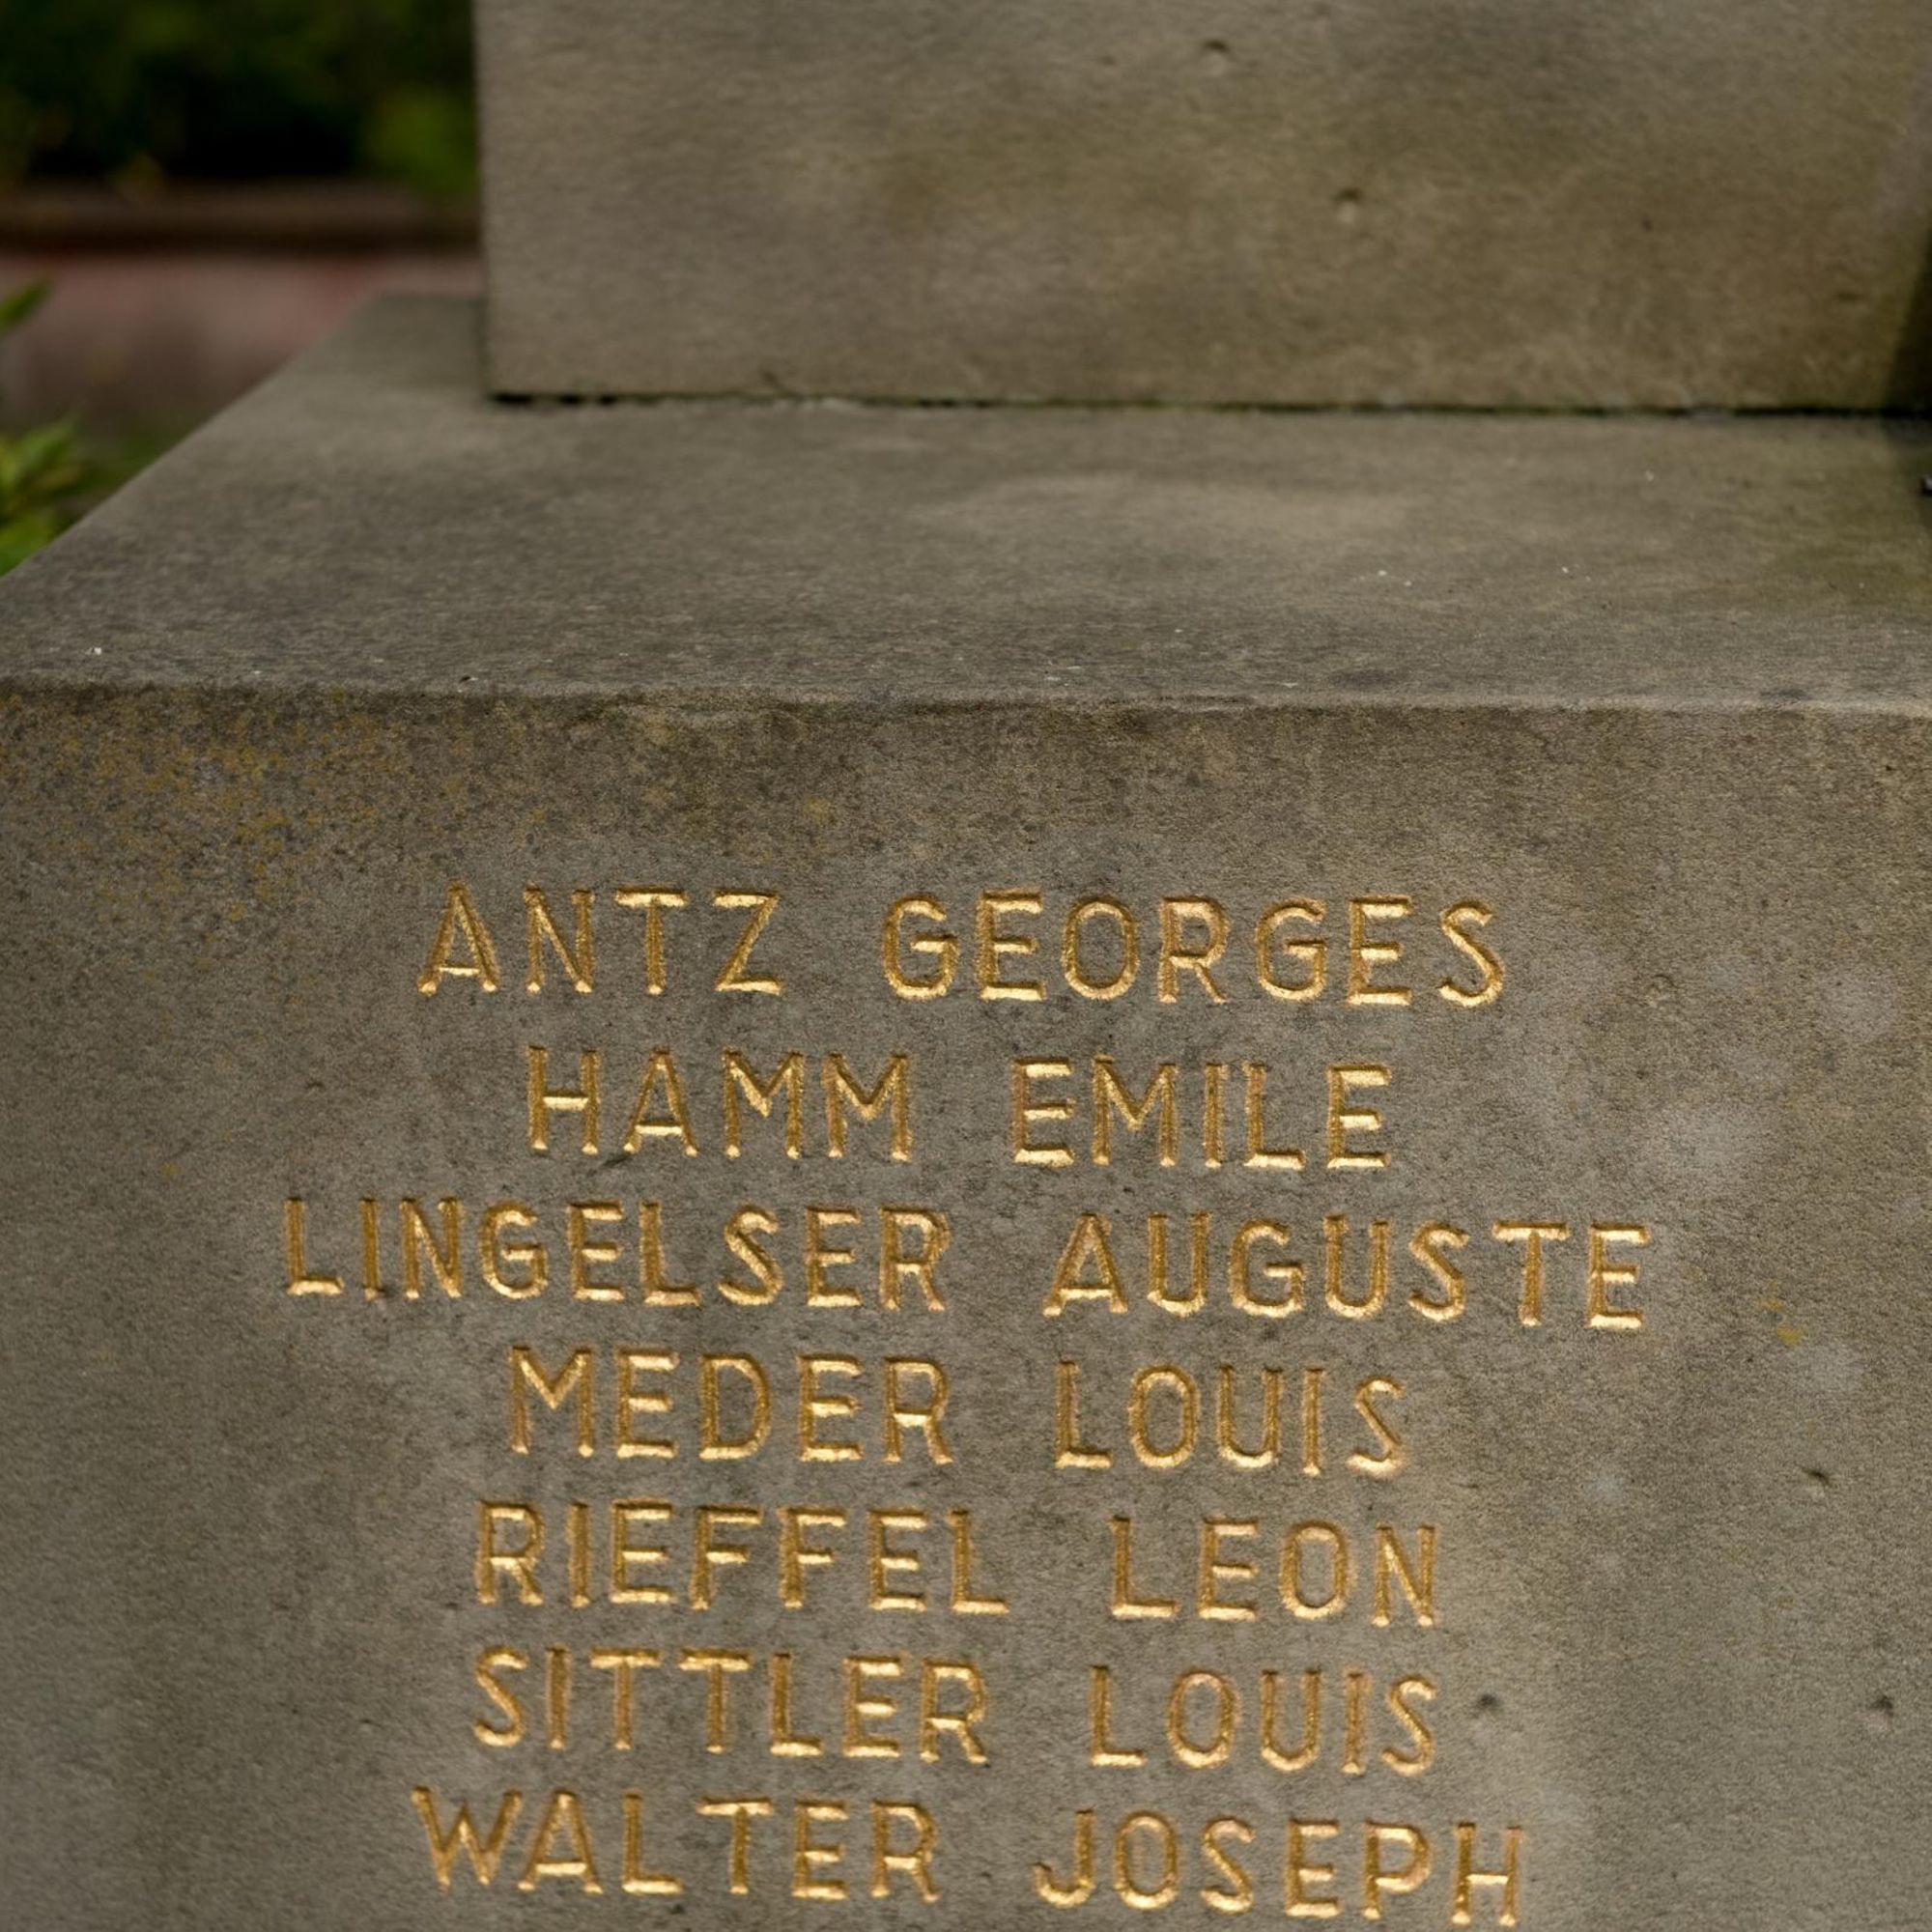 ANTZ GEORGES
HAMM EMILE
LINGELSER AUGUSTE
MEDER LOUIS
RIEFFEL LEON
SITTLER LOUIS
WALTER JOSEPH